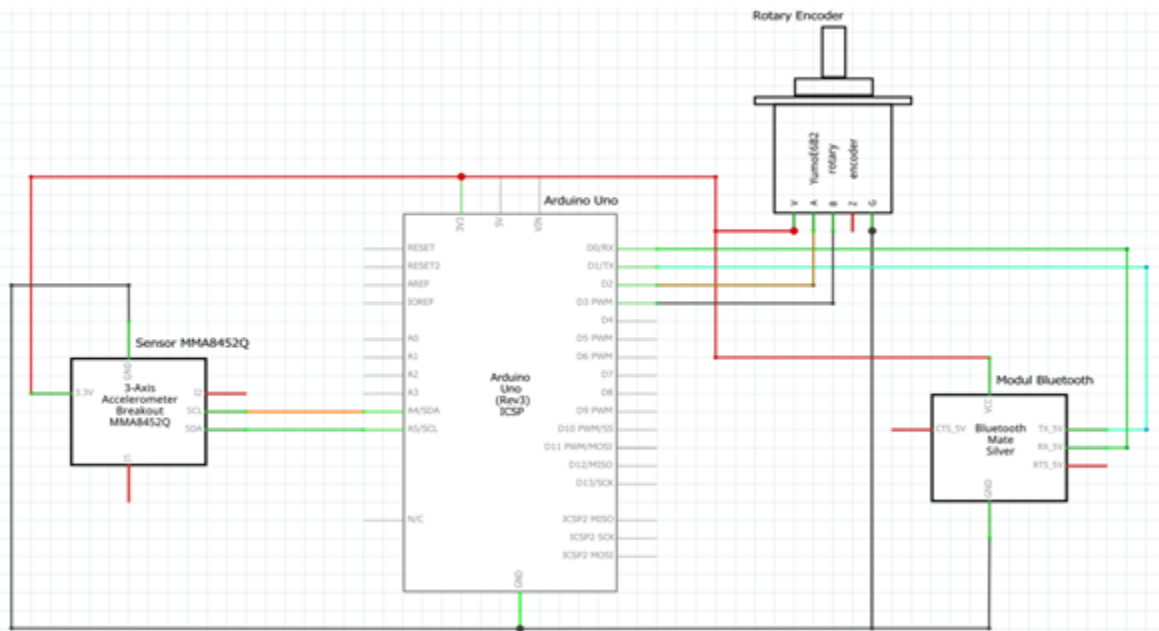 Rotary Encoder
YumoE6B2
rotary
encoder
V
A
B
Z
G
Arduino Uno
3V3
5V
VIN
RESET
RESET2
AREF
IOREF
A0
A1
A2
A3
A4/SDA
A5/SCL
N/C
Arduino
Uno
(Rev3)
ICSP
D0/RX
D1/TX
D2
D3 PWM
D4
D5 PWM
D6 PWM
D7
D8
D9 PWM
D10 PWM/SS
D11 PWM/MOSI
D12/MISO
D13/SCK
ICSP2 MISO
ICSP2 SCK
ICSP2 MOSI
GND
Sensor MMA8452Q
GND
3.3V
3-Axis
Accelerometer
Breakout
MMA8452Q
I2
SCL
SDA
I1
Modul Bluetooth
VCC
CTS_5V
Bluetooth
Mate
Silver
TX_5V
RX_5V
RTS_5V
GND